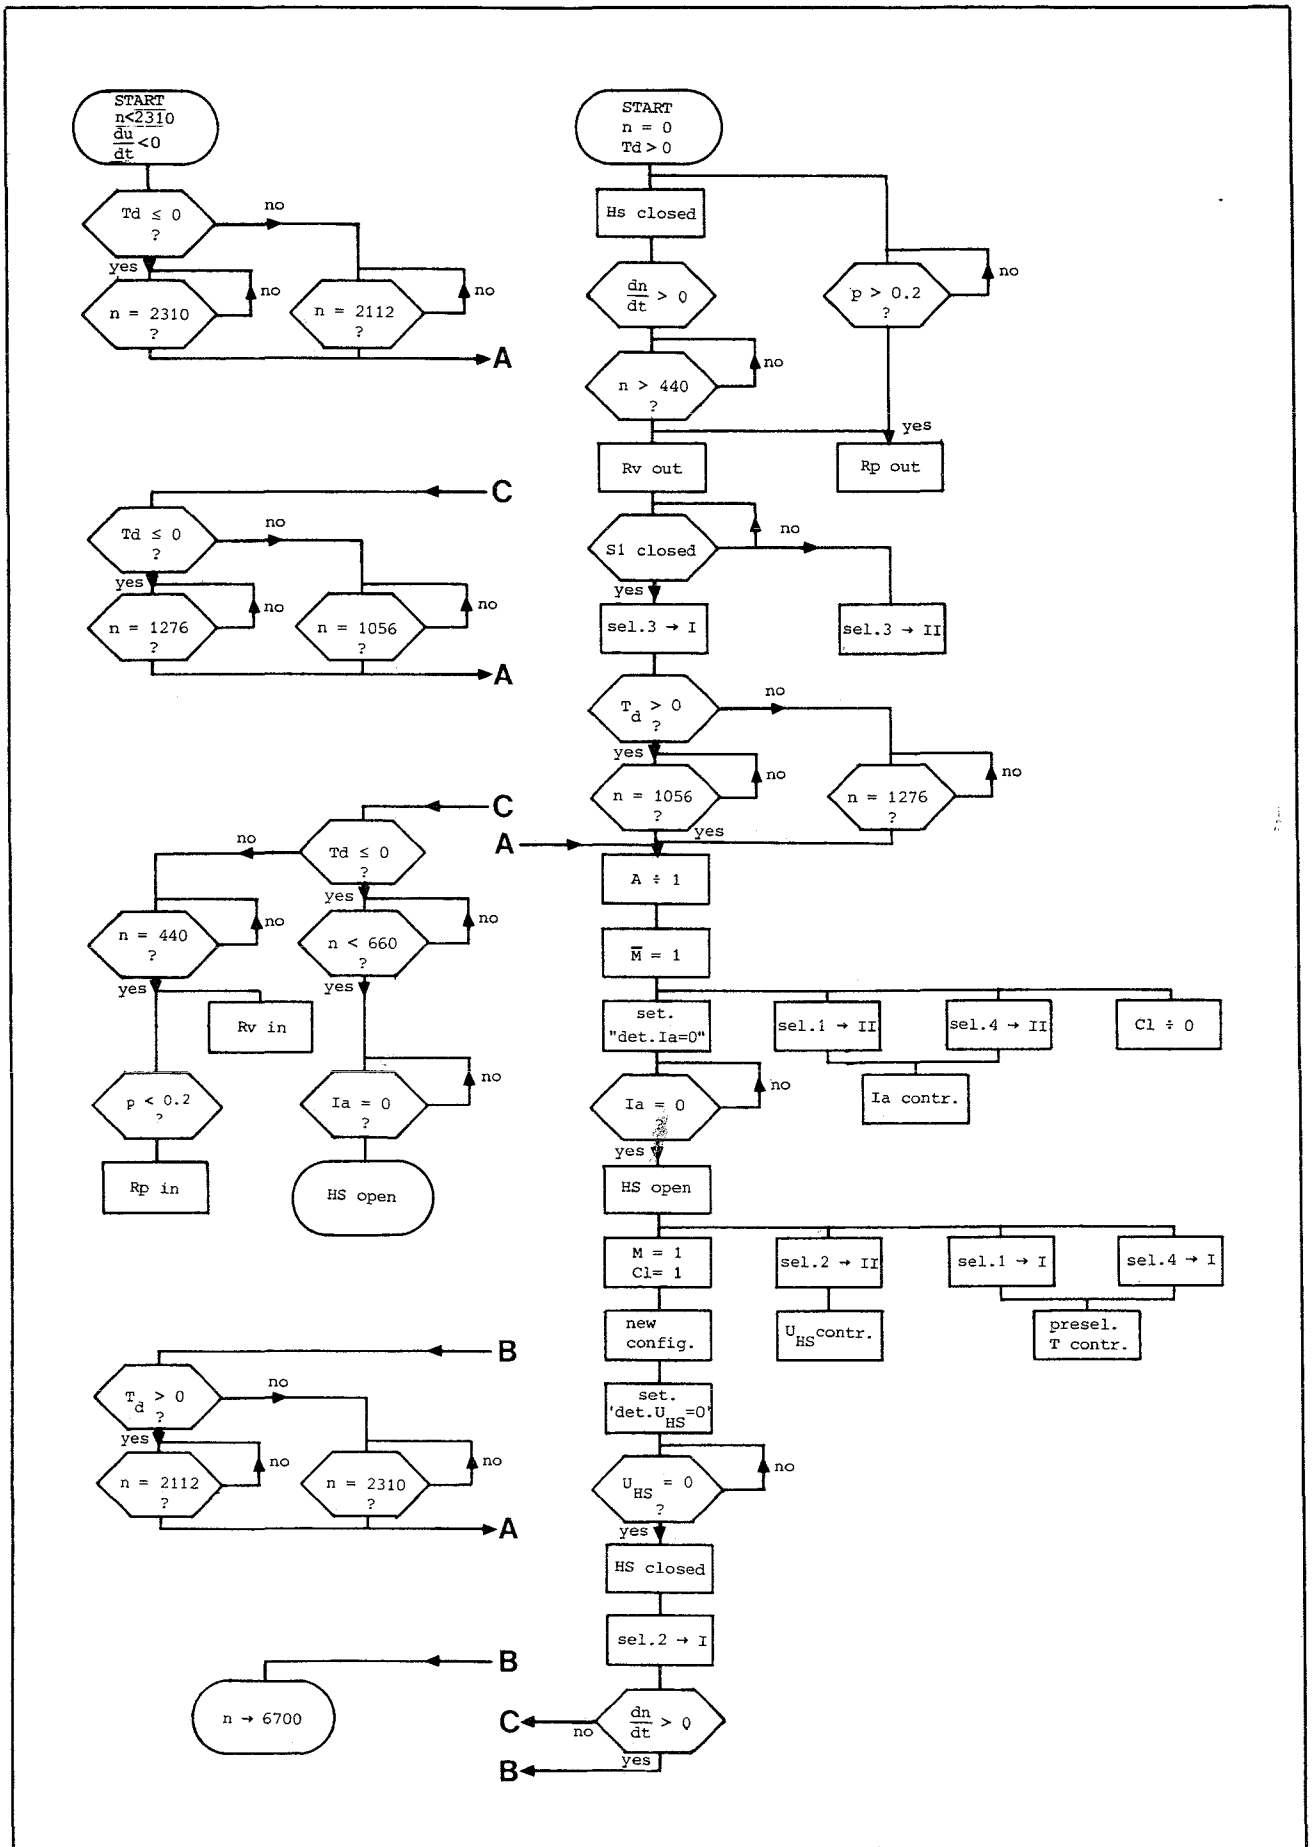 START
n<2310
du
dt
<0
Td ≤ 0
?
no
yes
n = 2310
?
no
n = 2112
?
no
A
C
Td ≤ 0
?
no
yes
n = 1276
?
no
n = 1056
?
no
A
C
Td ≤ 0
?
no
yes
n = 440
?
no
n < 660
?
no
yes
yes
Rv in
p < 0.2
?
Ia = 0
?
no
Rp in
HS open
B
Td > 0
?
no
yes
n = 2112
?
no
n = 2310
?
no
A
B
n → 6700
START
n = 0
Td > 0
Hs closed
dn
dt
> 0
p > 0.2
?
no
n > 440
?
no
yes
Rv out
Rp out
S1 closed
no
yes
sel.3 → I
sel.3 → II
Td > 0
?
no
yes
n = 1056
?
no
n = 1276
?
no
yes
A
A ÷ 1
M̅ = 1
set.
"det.Ia=0"
sel.1 → II
sel.4 → II
Cl ÷ 0
Ia contr.
Ia = 0
no
yes
HS open
M = 1
Cl= 1
sel.2 → II
sel.1 → I
sel.4 → I
new
config.
UHS contr.
presel.
T contr.
set.
'det.UHS=0'
UHS = 0
?
no
yes
HS closed
sel.2 → I
dn
dt
> 0
C
no
yes
B